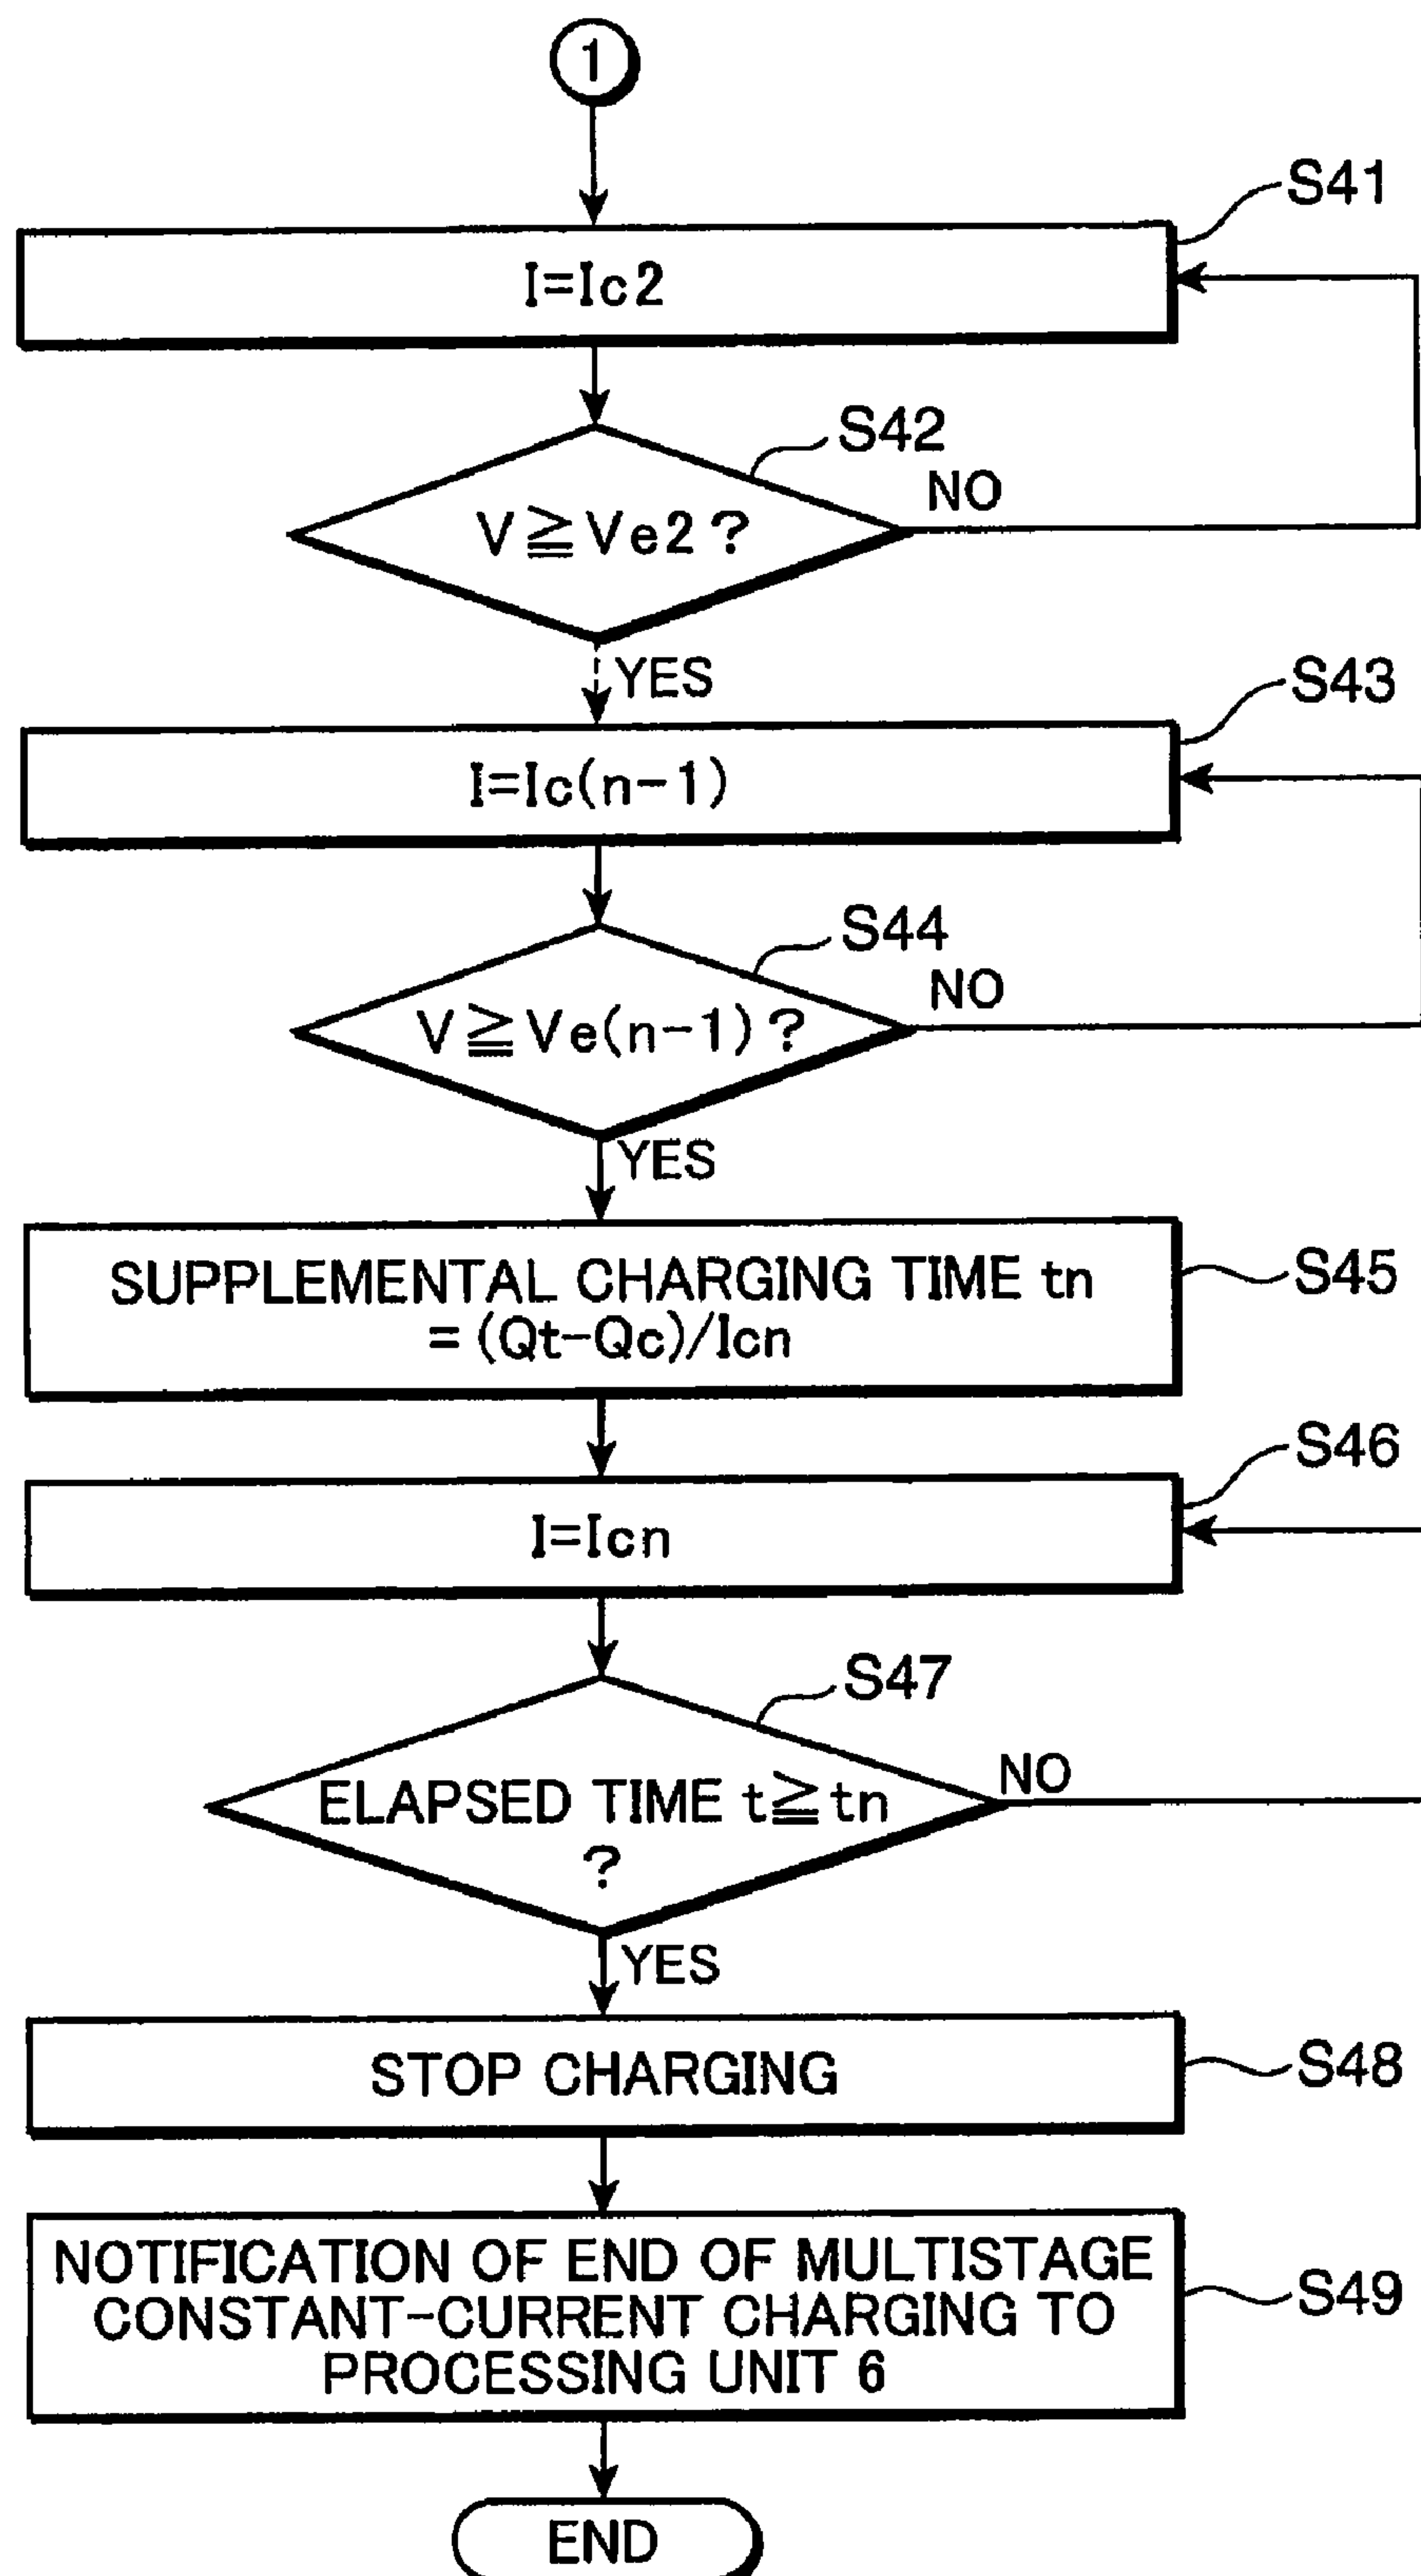 1
S41
I=Ic2
S42
NO
V≧Ve2?
YES
S43
I=Ic(n-1)
S44
NO
V≧Ve(n-1)?
YES
SUPPLEMENTAL CHARGING TIME tn
=(Qt-Qc)/Icn
S45
S46
I=Icn
S47
NO
ELAPSED TIME t≧tn
?
YES
STOP CHARGING
S48
NOTIFICATION OF END OF MULTISTAGE
CONSTANT-CURRENT CHARGING TO
PROCESSING UNIT 6
S49
END